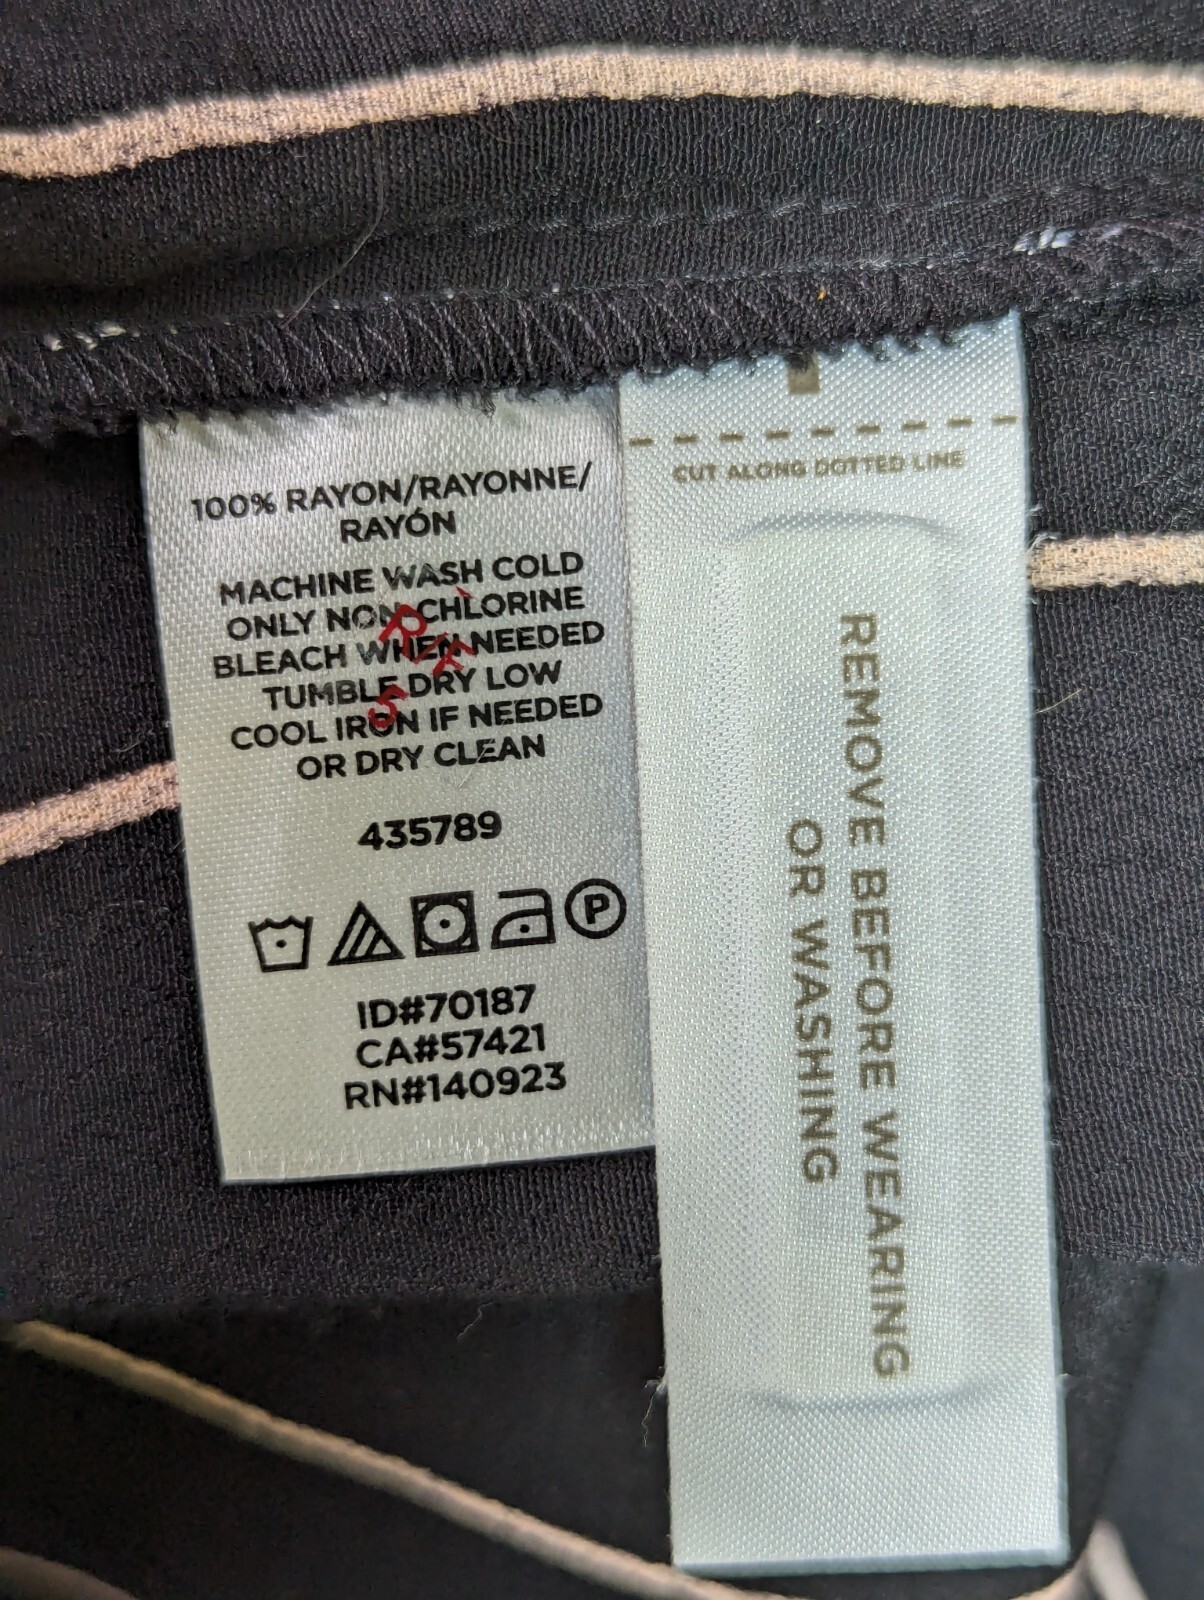 100% RAYON/RAYONNE/
RAYÓN
MACHINE WASH COLD
ONLY NON-CHLORINE
BLEACH WHEN NEEDED
TUMBLE DRY LOW
COOL IRON IF NEEDED
OR DRY CLEAN
435789
P
ID#70187
CA#57421
RN#140923
CUT ALONG DOTTED LINE
REMOVE BEFORE WEARING
OR WASHING